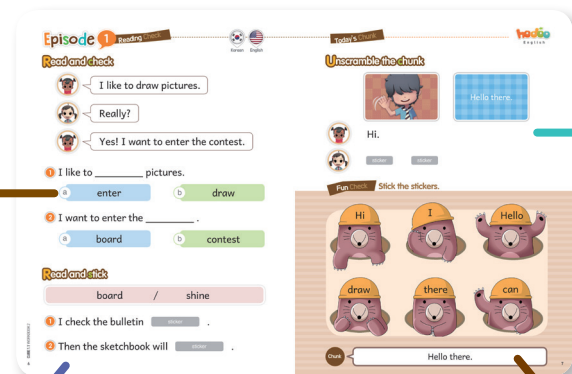 Episode 1 Reading Check
Korean English
Read and check
I like to draw pictures.
Really?
Yes! I want to enter the contest.
1 I like to _________ pictures.
a enter b draw
2 I want to enter the _________ .
a board b contest
Read and stick
board / shine
1 I check the bulletin sticker .
2 Then the sketchbook will sticker .
Today's Chunk
hodoo
English
Unscramble the chunk
Hello there.
Hi.
sticker sticker
Fun Check Stick the stickers.
Hi I Hello
draw there can
Chunk Hello there.
7